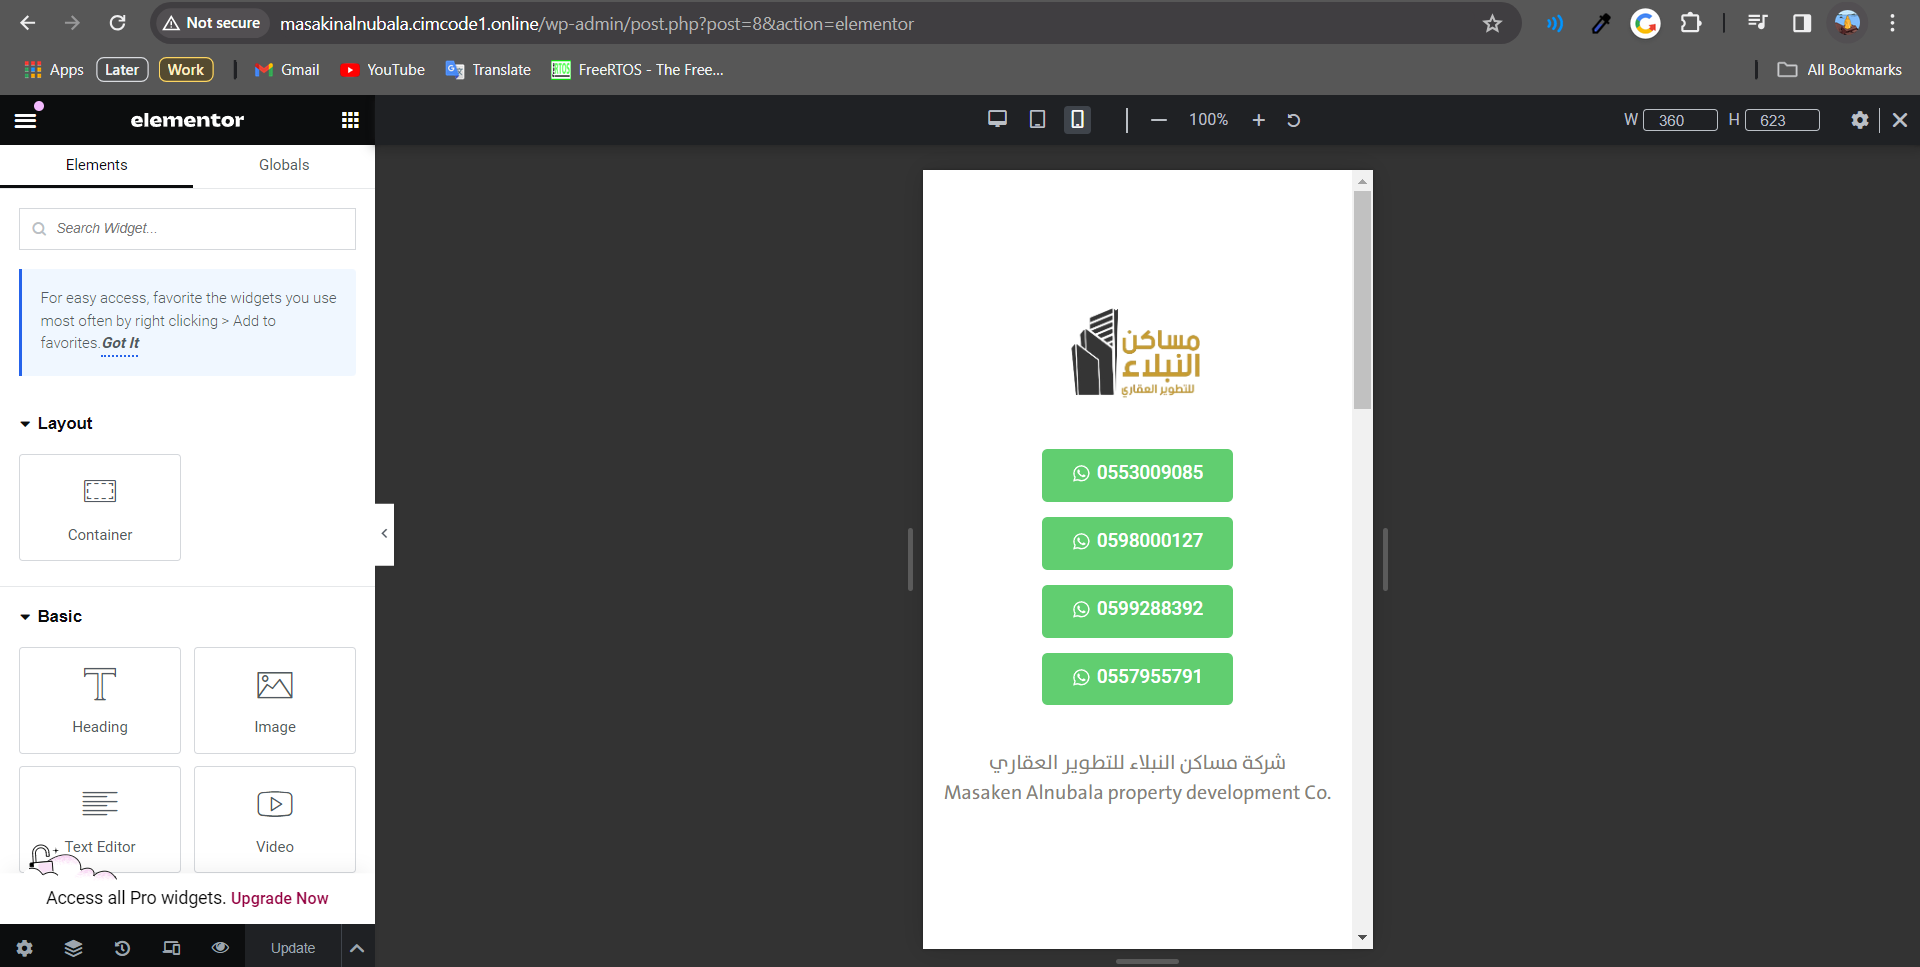 Not secure
masakinalnubala.cimcode1.online/wp-admin/post.php?post=8&action=elementor
Apps
Later
Work
Gmail
YouTube
Translate
FreeRTOS - The Free...
All Bookmarks
elementor
100%
W 360
H 623
Elements
Globals
Search Widget...
For easy access, favorite the widgets you use
most often by right clicking > Add to
favorites. Got It
Layout
Container
Basic
Heading
Image
Text Editor
Video
Access all Pro widgets. Upgrade Now
Update
مساكن
النبلاء
للتطوير العقاري
0553009085
0598000127
0599288392
0557955791
شركة مساكن النبلاء للتطوير العقاري
Masaken Alnubala property development Co.